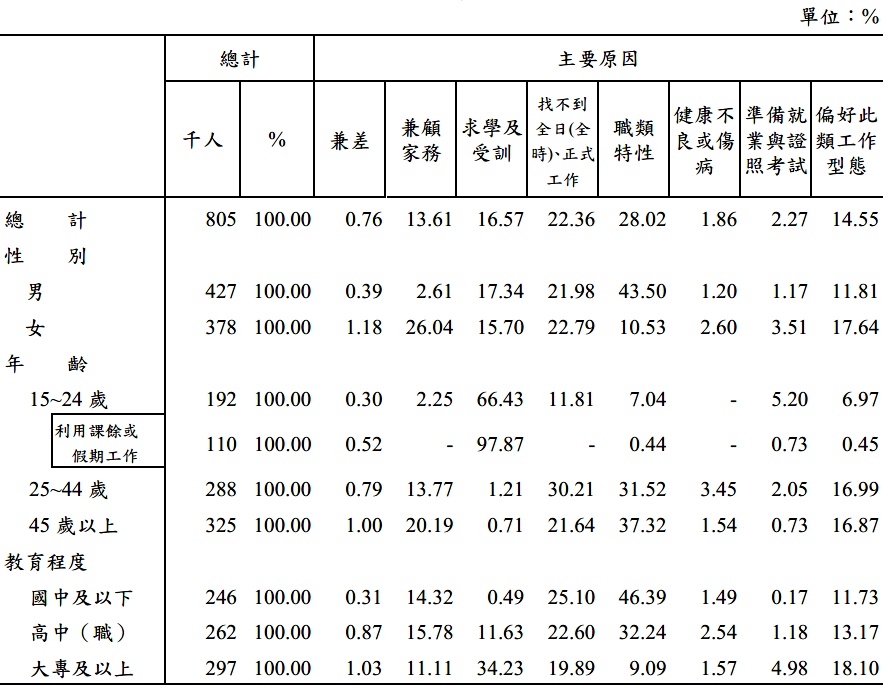 單位：%
總計 主要原因
千人 % 兼差 兼顧家務 求學及受訓 找不到全日(全時)、正式工作 職類特性 健康不良或傷病 準備就業與證照考試 偏好此類工作型態
總 計 805 100.00 0.76 13.61 16.57 22.36 28.02 1.86 2.27 14.55
性 別
男 427 100.00 0.39 2.61 17.34 21.98 43.50 1.20 1.17 11.81
女 378 100.00 1.18 26.04 15.70 22.79 10.53 2.60 3.51 17.64
年 齡
15~24 歲 192 100.00 0.30 2.25 66.43 11.81 7.04 - 5.20 6.97
利用課餘或假期工作 110 100.00 0.52 - 97.87 - 0.44 - 0.73 0.45
25~44 歲 288 100.00 0.79 13.77 1.21 30.21 31.52 3.45 2.05 16.99
45 歲以上 325 100.00 1.00 20.19 0.71 21.64 37.32 1.54 0.73 16.87
教育程度
國中及以下 246 100.00 0.31 14.32 0.49 25.10 46.39 1.49 0.17 11.73
高中（職） 262 100.00 0.87 15.78 11.63 22.60 32.24 2.54 1.18 13.17
大專及以上 297 100.00 1.03 11.11 34.23 19.89 9.09 1.57 4.98 18.10